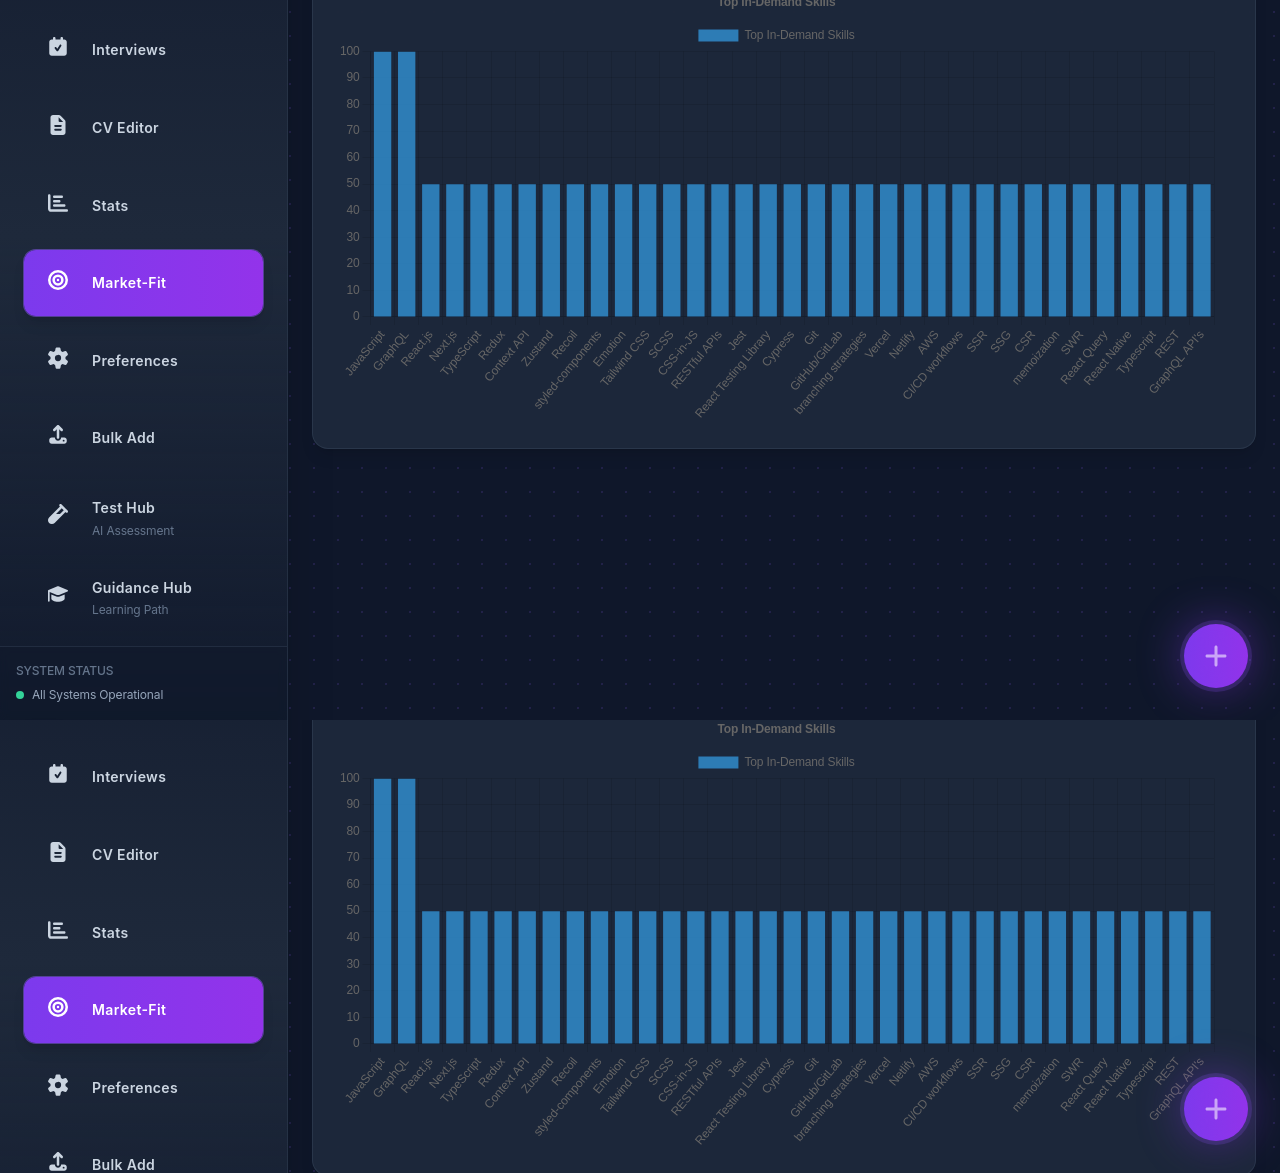 Interviews
CV Editor
Stats
Market-Fit
Preferences
Bulk Add
Test Hub
AI Assessment
Guidance Hub
Learning Path
SYSTEM STATUS
All Systems Operational
Top In-Demand Skills
Top In-Demand Skills
100
90
80
70
60
50
40
30
20
10
0
JavaScript
GraphQL
React.js
Next.js
TypeScript
Redux
Context API
Zustand
Recoil
styled-components
Emotion
Tailwind CSS
SCSS
CSS-in-JS
RESTful APIs
Jest
React Testing Library
Cypress
Git
GitHub/GitLab
branching strategies
Vercel
Netlify
AWS
CI/CD workflows
SSR
SSG
CSR
memoization
SWR
React Query
React Native
Typescript
REST
GraphQL API's
Interviews
CV Editor
Stats
Market-Fit
Preferences
Bulk Add
Top In-Demand Skills
Top In-Demand Skills
100
90
80
70
60
50
40
30
20
10
0
JavaScript
GraphQL
React.js
Next.js
TypeScript
Redux
Context API
Zustand
Recoil
styled-components
Emotion
Tailwind CSS
SCSS
CSS-in-JS
RESTful APIs
Jest
React Testing Library
Cypress
Git
GitHub/GitLab
branching strategies
Vercel
Netlify
AWS
CI/CD workflows
SSR
SSG
CSR
memoization
SWR
React Query
React Native
Typescript
REST
GraphQL API's